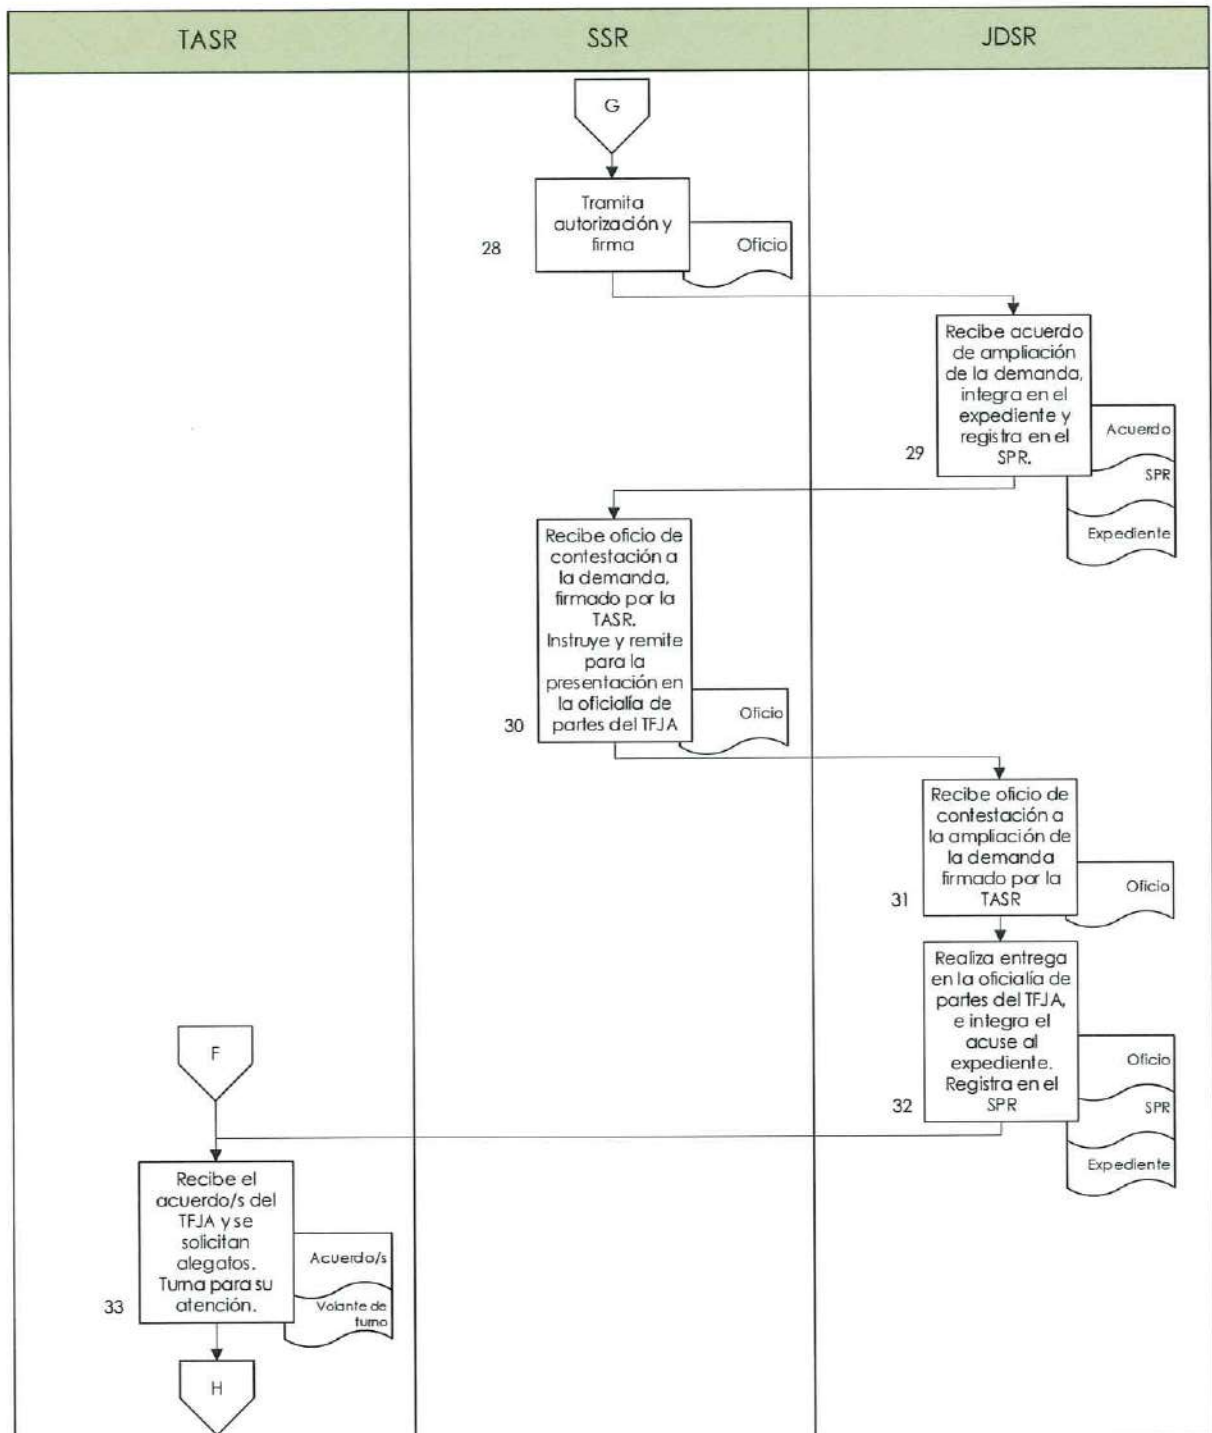 TASR
SSR
JDSR
G
Tramita
autorización y
firma
28
Oficio
Recibe acuerdo
de ampliación
de la demanda,
integra en el
expediente y
registra en el
SPR.
29
Acuerdo
SPR
Expediente
Recibe oficio de
contestación a
la demanda,
firmado por la
TASR.
Instruye y remite
para la
presentación en
la oficialía de
partes del TFJA
30
Oficio
Recibe oficio de
contestación a
la ampliación de
la demanda
firmado por la
TASR
31
Oficio
Realiza entrega
en la oficialía de
partes del TFJA,
e integra el
acuse al
expediente.
Registra en el
SPR
32
Oficio
SPR
Expediente
F
Recibe el
acuerdo/s del
TFJA y se
solicitan
alegatos.
Turna para su
atención.
33
Acuerdo/s
Volante de
turno
H